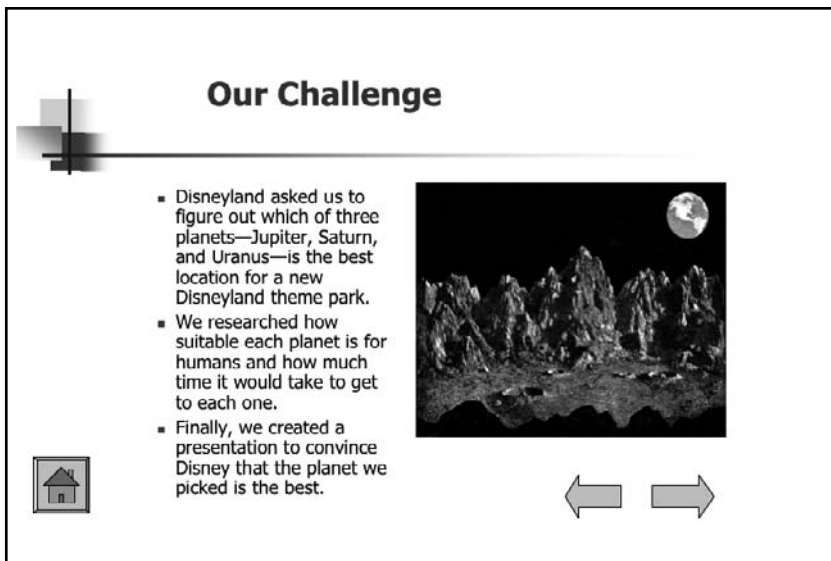 Our Challenge
▪ Disneyland asked us to
figure out which of three
planets—Jupiter, Saturn,
and Uranus—is the best
location for a new
Disneyland theme park.
▪ We researched how
suitable each planet is for
humans and how much
time it would take to get
to each one.
▪ Finally, we created a
presentation to convince
Disney that the planet we
picked is the best.